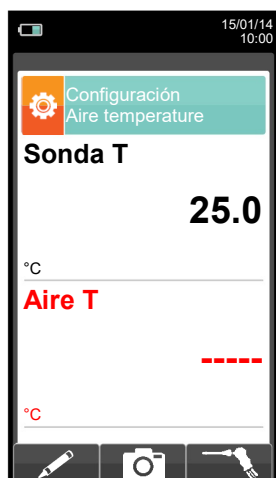 15/01/14
10:00
Configuración
Aire temperature
Sonda T
25.0
°C
Aire T
-----
°C